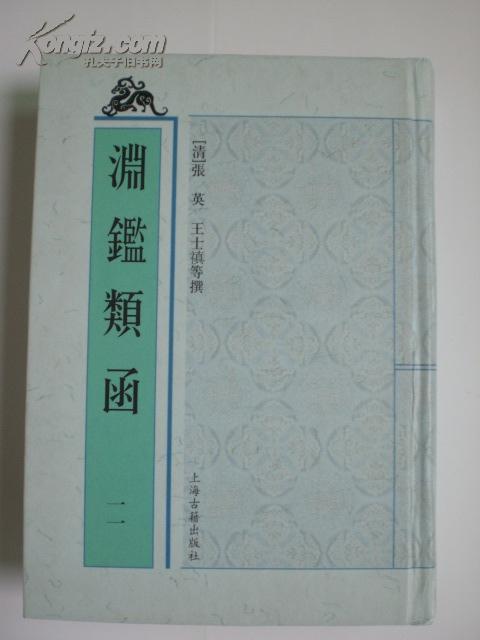 Kongfz.com
孔夫子旧书网
淵鑑類函
二
[清]張英 王士禛等撰
上海古籍出版社